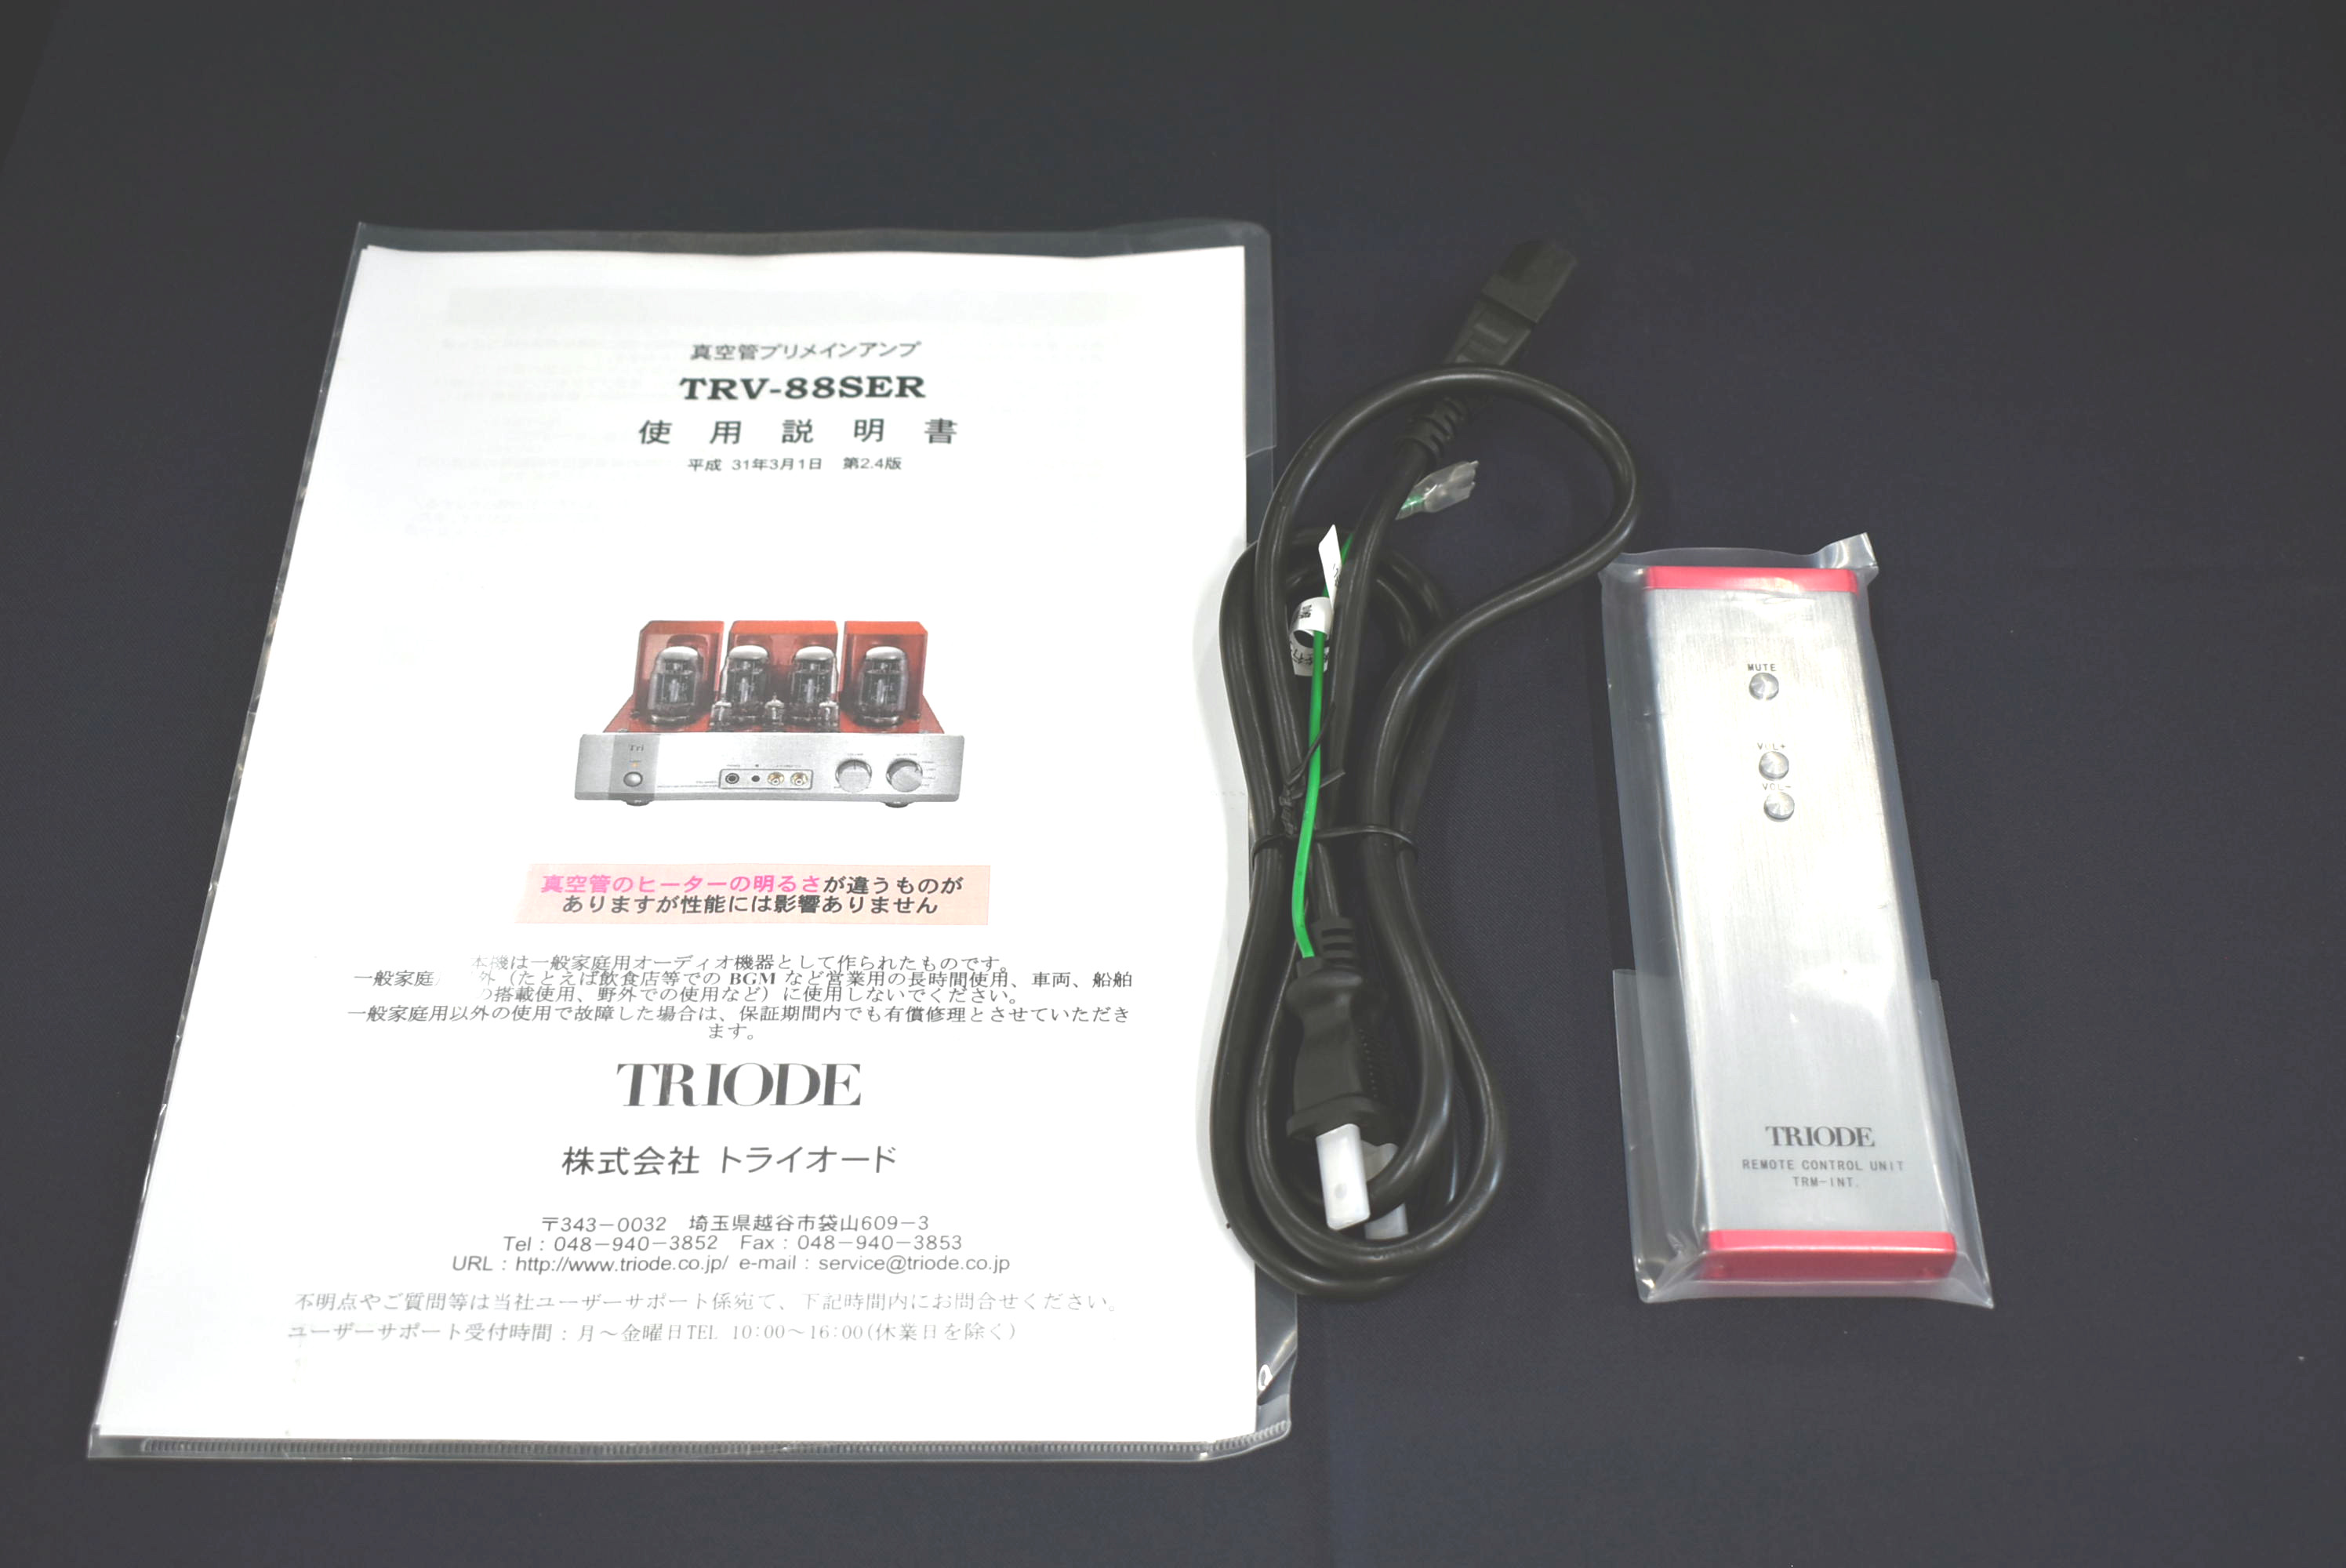 真空管プリメインアンプ
TRV-88SER
使用説明書
平成 31年3月1日 第2.4版
Tri
真空管のヒーターの明るさが違うものが
ありますが性能には影響ありません
本機は一般家庭用オーディオ機器として作られたものです。
一般家庭 外（たとえば飲食店等での BGM など営業用の長時間使用、車両、船舶
の搭載使用、野外での使用など）に使用しないでください。
一般家庭用以外の使用で故障した場合は、保証期間内でも有償修理とさせていただき
ます。
TRIODE
株式会社 トライオード
〒343－0032 埼玉県越谷市袋山609－3
Tel：048－940－3852 Fax：048－940－3853
URL：http://www.triode.co.jp/ e-mail：service@triode.co.jp
不明点やご質問等は当社ユーザーサポート係宛て、下記時間内にお問合せください。
ユーザーサポート受付時間：月～金曜日TEL 10:00～16:00(休業日を除く)
MUTE
VOL+
VOL-
TRIODE
REMOTE CONTROL UNIT
TRM-INT.